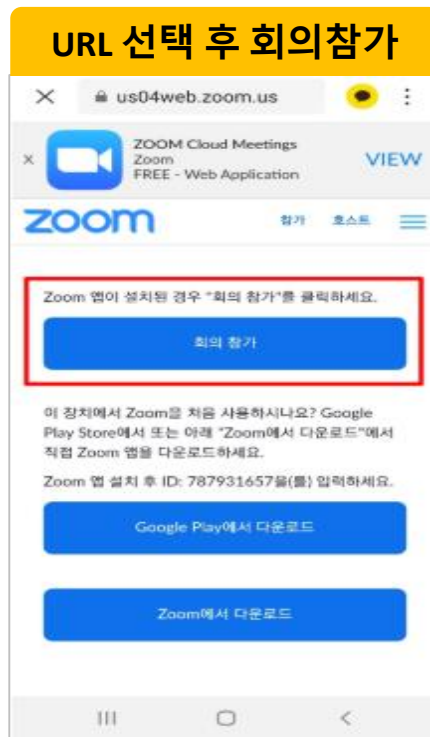 URL 선택 후 회의참가
us04web.zoom.us
ZOOM Cloud Meetings
Zoom
FREE - Web Application
VIEW
zoom
참가 호스트
Zoom 앱이 설치된 경우 "회의 참가"를 클릭하세요.
회의 참가
이 장치에서 Zoom을 처음 사용하시나요? Google
Play Store에서 또는 아래 "Zoom에서 다운로드"에서
직접 Zoom 앱을 다운로드하세요.
Zoom 앱 설치 후 ID: 787931657을(를) 입력하세요.
Google Play에서 다운로드
Zoom에서 다운로드